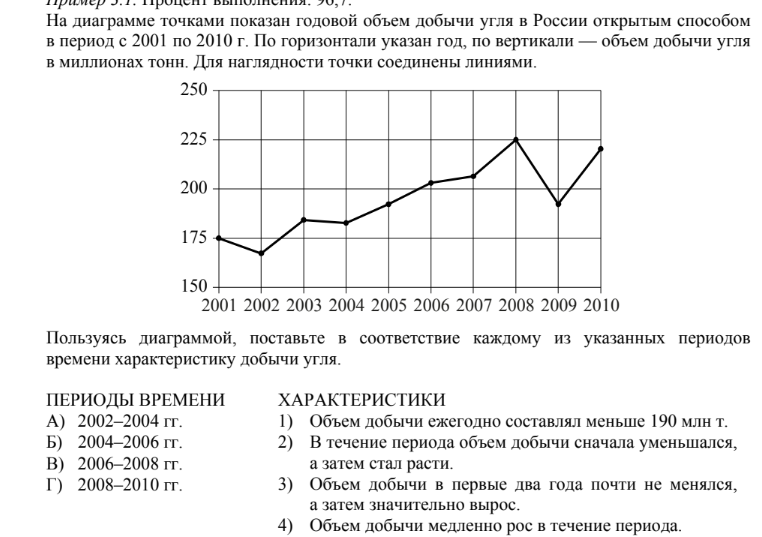 Пример 3.1. Процент выполнения: 96,7.
На диаграмме точками показан годовой объем добычи угля в России открытым способом
в период с 2001 по 2010 г. По горизонтали указан год, по вертикали — объем добычи угля
в миллионах тонн. Для наглядности точки соединены линиями.
250
225
200
175
150
2001 2002 2003 2004 2005 2006 2007 2008 2009 2010
Пользуясь диаграммой, поставьте в соответствие каждому из указанных периодов
времени характеристику добычи угля.
ПЕРИОДЫ ВРЕМЕНИ
А) 2002–2004 гг.
Б) 2004–2006 гг.
В) 2006–2008 гг.
Г) 2008–2010 гг.
ХАРАКТЕРИСТИКИ
1) Объем добычи ежегодно составлял меньше 190 млн т.
2) В течение периода объем добычи сначала уменьшался,
а затем стал расти.
3) Объем добычи в первые два года почти не менялся,
а затем значительно вырос.
4) Объем добычи медленно рос в течение периода.